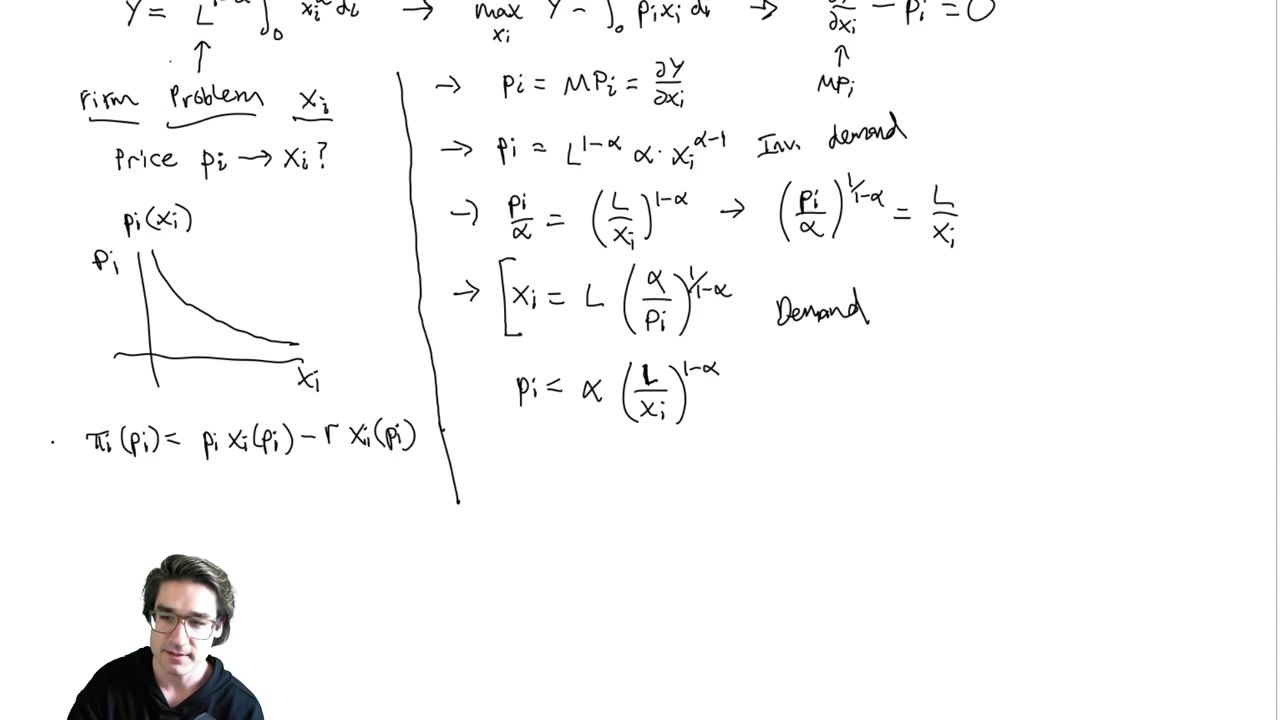 Y = L^{1-α} ∫_0 x_i^α di → max_{x_i} Y - ∫_0 p_i x_i di → ∂Y/∂x_i - p_i = 0
↑
MP_i
↑
Firm Problem x_i
Price p_i → x_i?
p_i(x_i)
p_i
x_i
π_i(p_i) = p_i x_i(p_i) - r x_i(p_i)
→ p_i = MP_i = ∂Y/∂x_i
→ p_i = L^{1-α} α · x_i^{α-1} Inv. demand
→ p_i/α = (L/x_i)^{1-α} → (p_i/α)^{1/1-α} = L/x_i
→ [x_i = L (α/p_i)^{1/1-α} Demand
p_i = α (L/x_i)^{1-α}